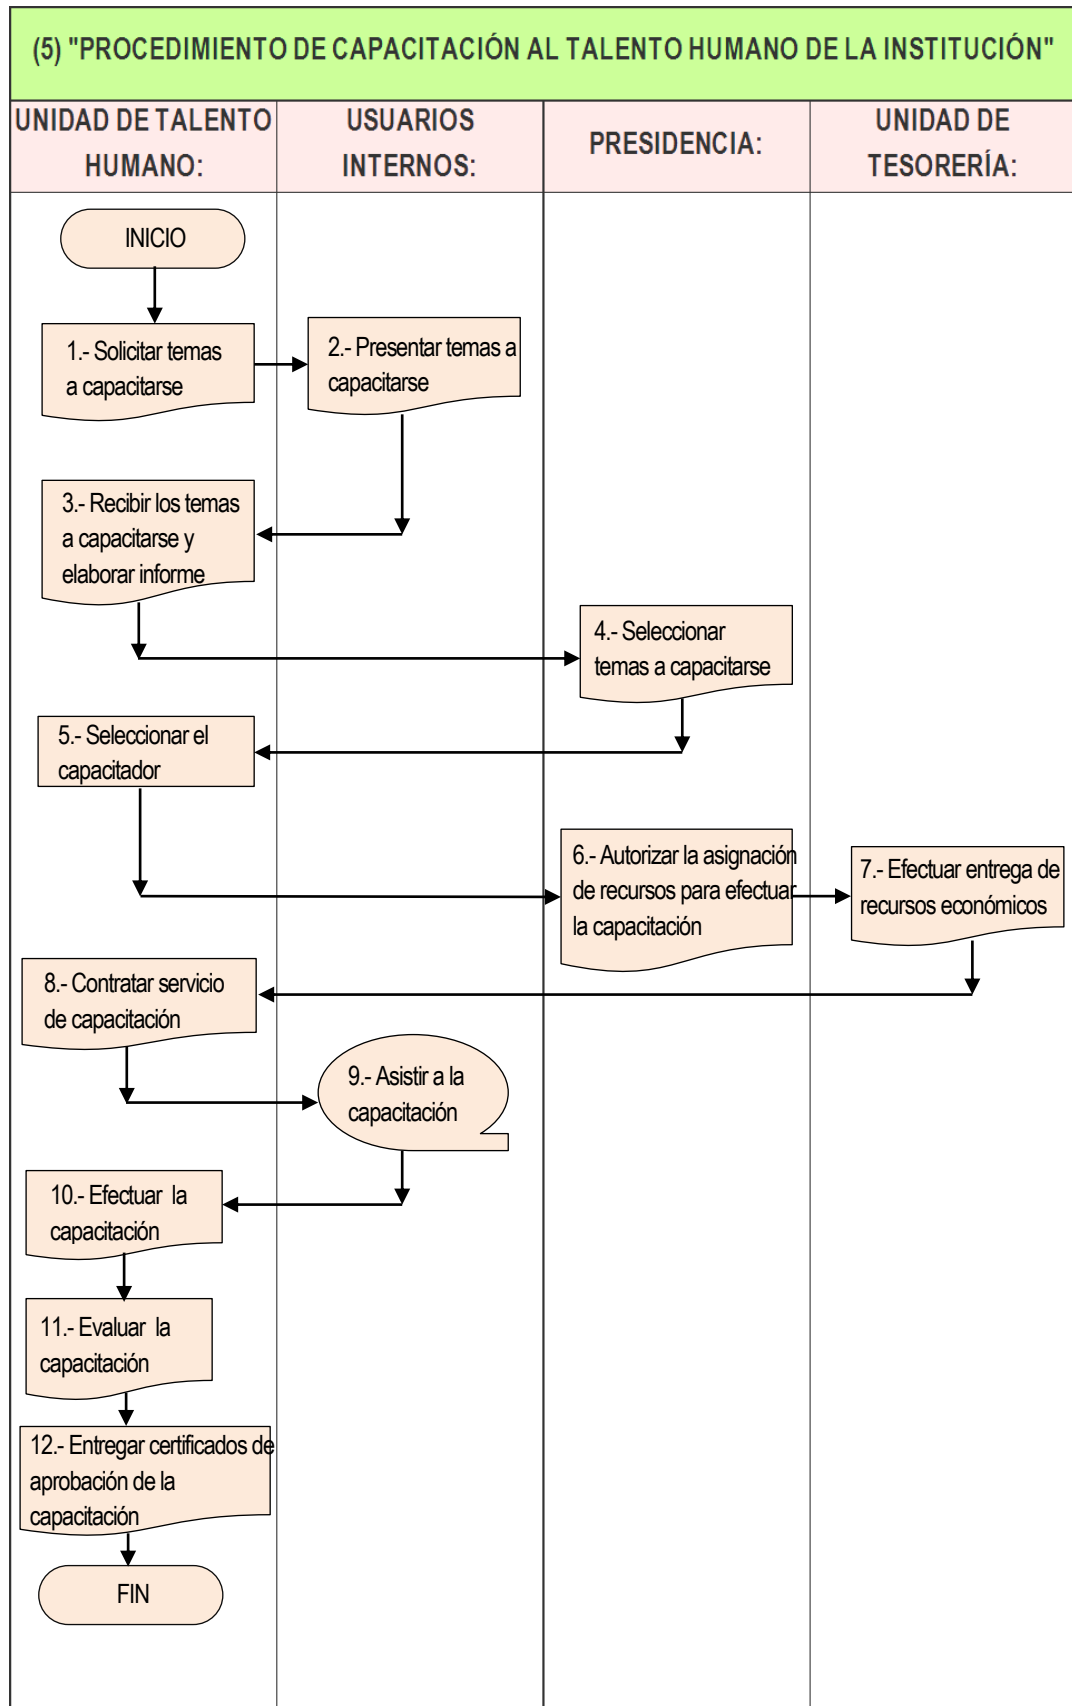 (5) "PROCEDIMIENTO DE CAPACITACIÓN AL TALENTO HUMANO DE LA INSTITUCIÓN"
UNIDAD DE TALENTO
HUMANO:
USUARIOS
INTERNOS:
PRESIDENCIA:
UNIDAD DE
TESORERÍA:
INICIO
1.- Solicitar temas
a capacitarse
2.- Presentar temas a
capacitarse
3.- Recibir los temas
a capacitarse y
elaborar informe
4.- Seleccionar
temas a capacitarse
5.- Seleccionar el
capacitador
6.- Autorizar la asignación
de recursos para efectuar
la capacitación
7.- Efectuar entrega de
recursos económicos
8.- Contratar servicio
de capacitación
9.- Asistir a la
capacitación
10.- Efectuar la
capacitación
11.- Evaluar la
capacitación
12.- Entregar certificados de
aprobación de la
capacitación
FIN